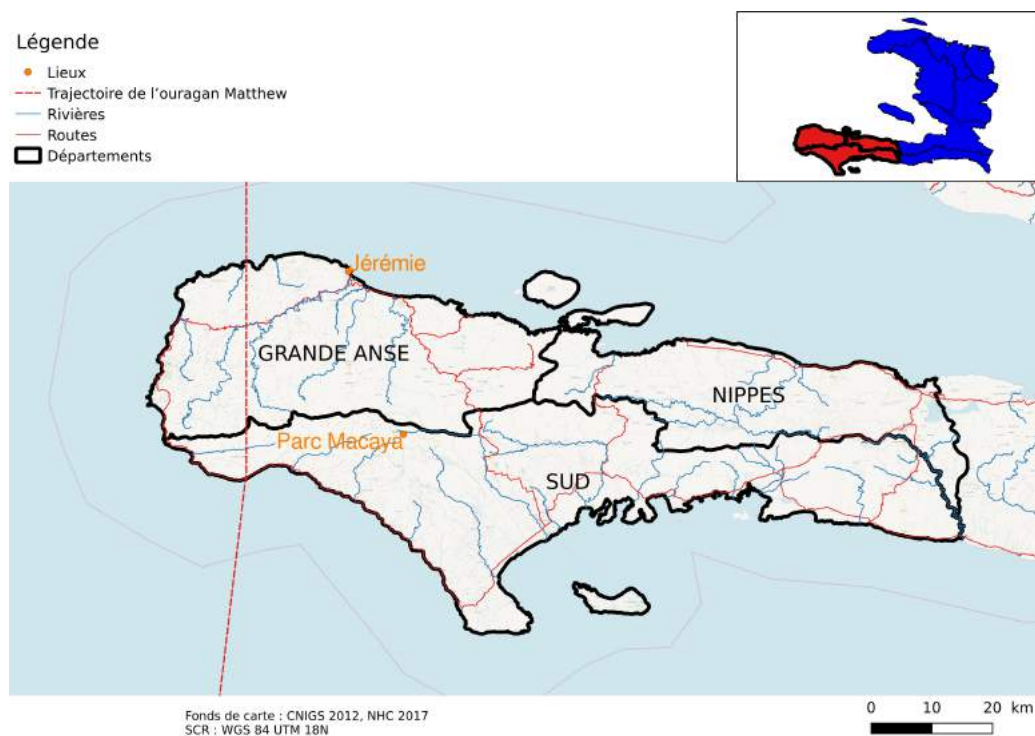 Légende
Lieux
Trajectoire de l'ouragan Matthew
Rivières
Routes
Départements
Jérémie
GRANDE ANSE
NIPPES
Parc Macaya
SUD
Fonds de carte : CNIGS 2012, NHC 2017
SCR : WGS 84 UTM 18N
0 10 20 km